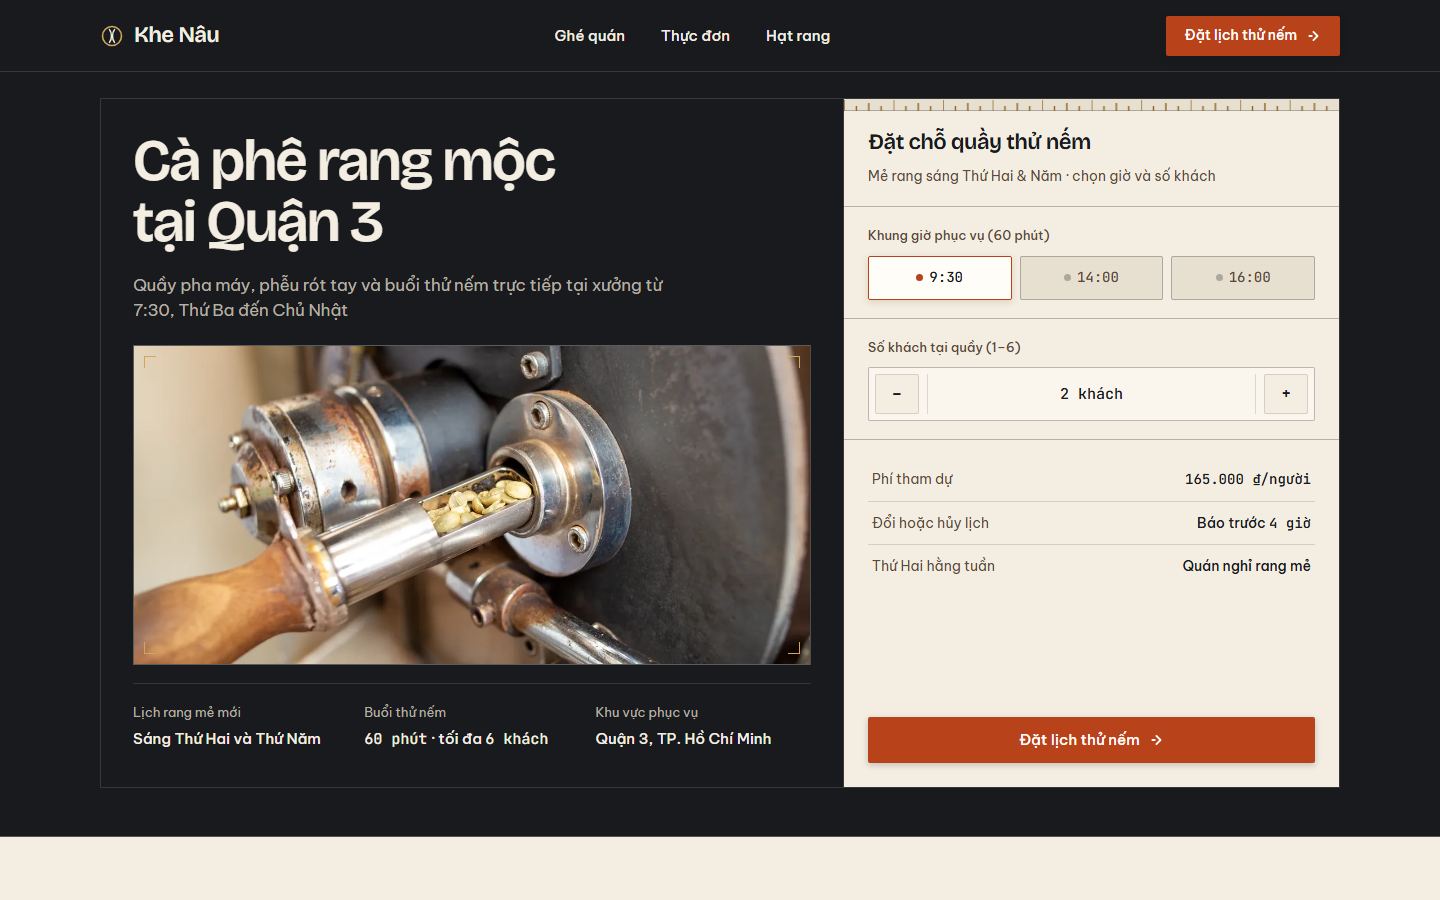 Khe Nâu
Ghé quán
Thực đơn
Hạt rang
Đặt lịch thử nếm →
Cà phê rang mộc
tại Quận 3
Quầy pha máy, phễu rót tay và buổi thử nếm trực tiếp tại xưởng từ
7:30, Thứ Ba đến Chủ Nhật
Lịch rang mẻ mới
Sáng Thứ Hai và Thứ Năm
Buổi thử nếm
60 phút · tối đa 6 khách
Khu vực phục vụ
Quận 3, TP. Hồ Chí Minh
Đặt chỗ quầy thử nếm
Mẻ rang sáng Thứ Hai & Năm · chọn giờ và số khách
Khung giờ phục vụ (60 phút)
9:30
14:00
16:00
Số khách tại quầy (1–6)
− 2 khách +
Phí tham dự 165.000 ₫/người
Đổi hoặc hủy lịch Báo trước 4 giờ
Thứ Hai hằng tuần Quán nghỉ rang mẻ
Đặt lịch thử nếm →